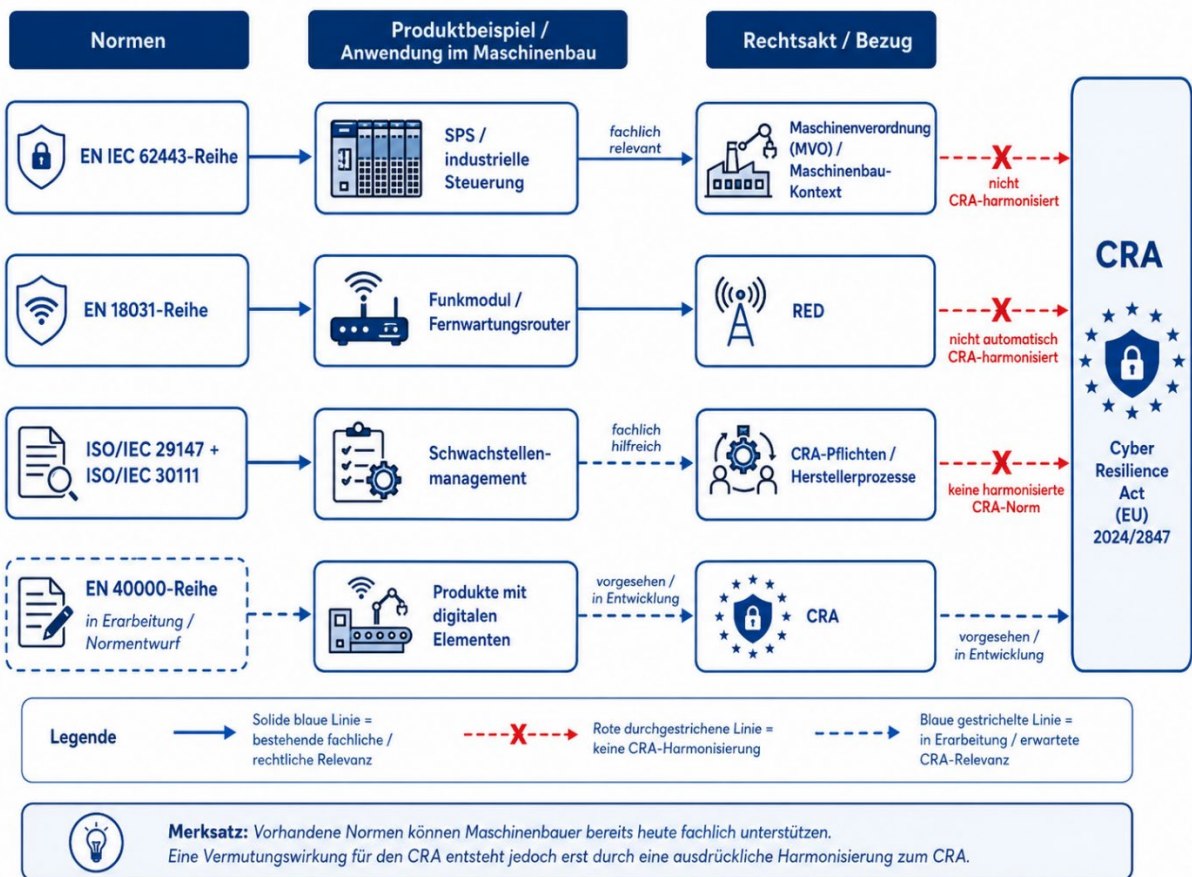 Normen
Produktbeispiel /
Anwendung im Maschinenbau
Rechtsakt / Bezug
EN IEC 62443-Reihe
SPS /
industrielle
Steuerung
fachlich
relevant
Maschinenverordnung
(MVO) /
Maschinenbau-
Kontext
X
nicht
CRA-harmonisiert
EN 18031-Reihe
Funkmodul /
Fernwartungsrouter
RED
X
nicht automatisch
CRA-harmonisiert
ISO/IEC 29147 +
ISO/IEC 30111
Schwachstellen-
management
fachlich
hilfreich
CRA-Pflichten /
Herstellerprozesse
X
keine harmonisierte
CRA-Norm
EN 40000-Reihe
in Erarbeitung /
Normentwurf
Produkte mit
digitalen
Elementen
vorgesehen /
in Entwicklung
CRA
vorgesehen /
in Entwicklung
CRA
Cyber
Resilience
Act
(EU)
2024/2847
Legende
Solide blaue Linie =
bestehende fachliche /
rechtliche Relevanz
X
Rote durchgestrichene Linie =
keine CRA-Harmonisierung
Blaue gestrichelte Linie =
in Erarbeitung / erwartete
CRA-Relevanz
Merksatz: Vorhandene Normen können Maschinenbauer bereits heute fachlich unterstützen.
Eine Vermutungswirkung für den CRA entsteht jedoch erst durch eine ausdrückliche Harmonisierung zum CRA.